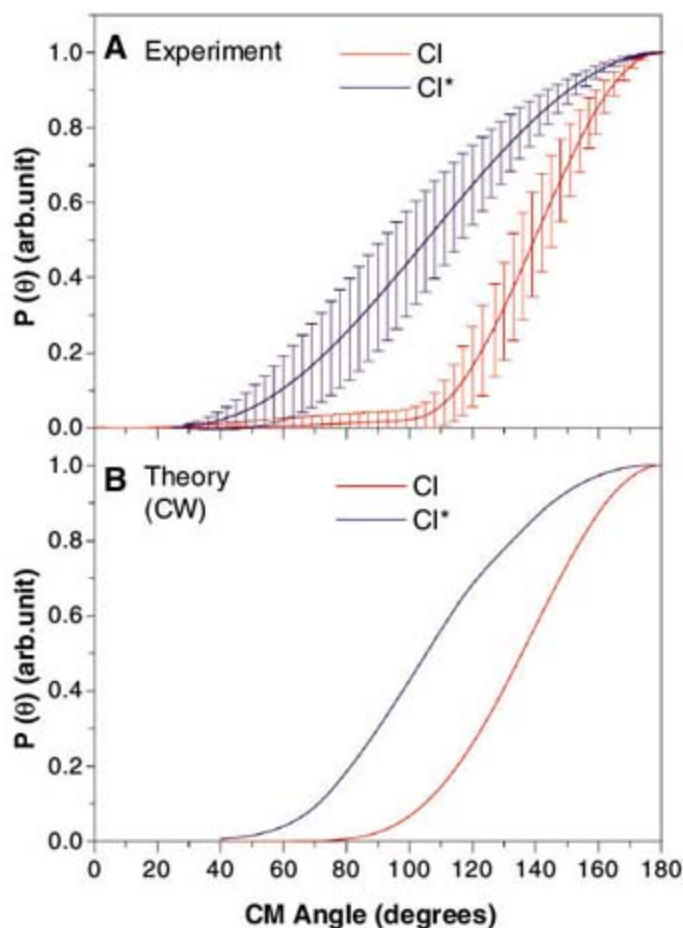 A Experiment
Cl
Cl*
1.0
0.8
0.6
0.4
0.2
0.0
P (θ) (arb.unit)
B Theory
(CW)
Cl
Cl*
1.0
0.8
0.6
0.4
0.2
0.0
P (θ) (arb.unit)
0 20 40 60 80 100 120 140 160 180
CM Angle (degrees)